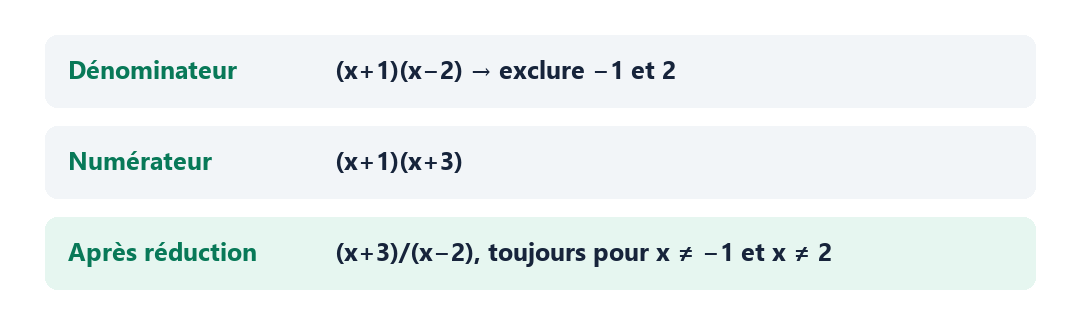 Dénominateur (x+1)(x−2) → exclure −1 et 2
Numérateur (x+1)(x+3)
Après réduction (x+3)/(x−2), toujours pour x ≠ −1 et x ≠ 2